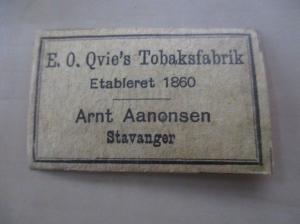 E. O. Qvie's Tobaksfabrik
Etableret 1860
Arnt Aanonsen
Stavanger